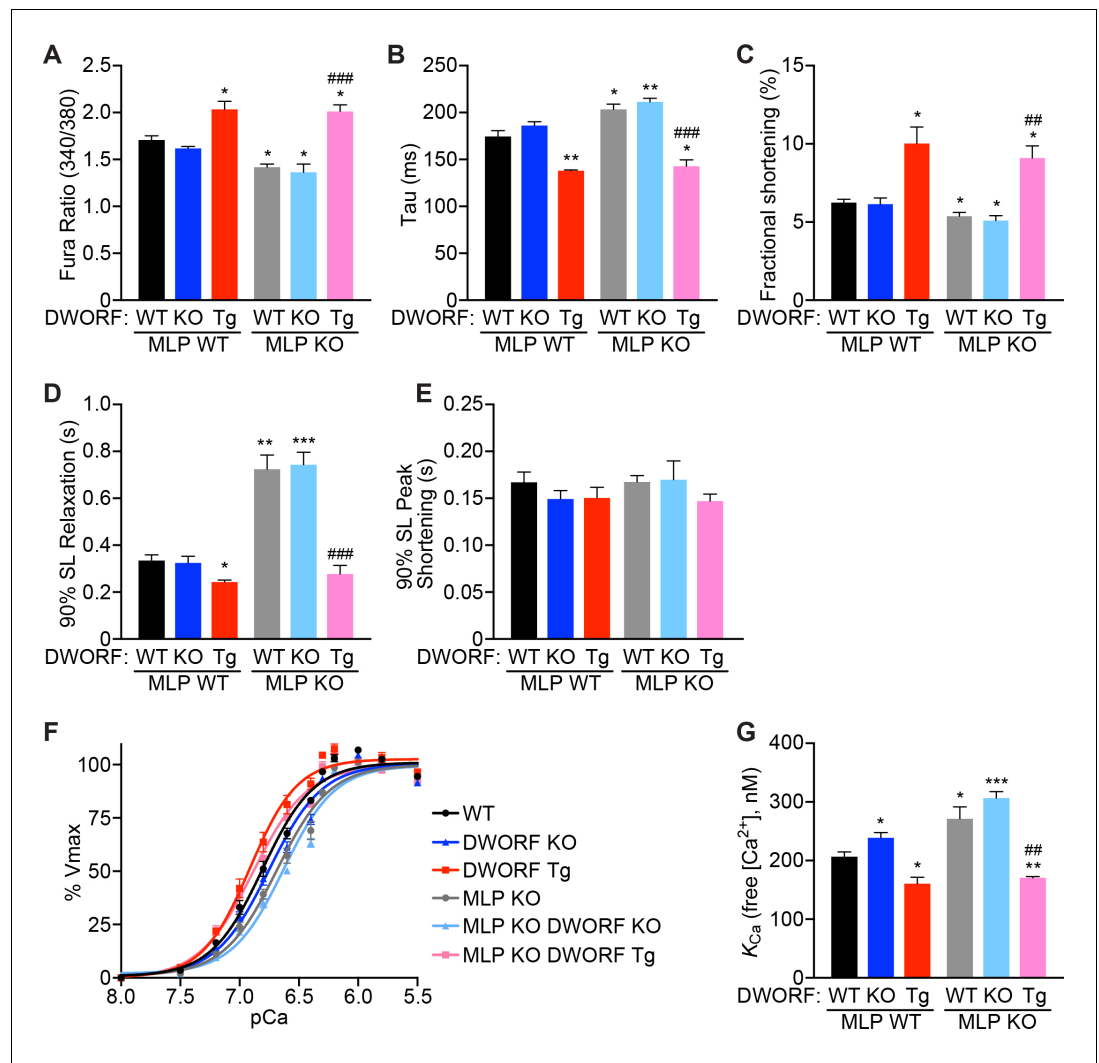 A
Fura Ratio (340/380)
2.5
2.0
1.5
1.0
0.5
0
*
*
*
###
*
DWORF: WT KO Tg WT KO Tg
MLP WT MLP KO
B
Tau (ms)
250
200
150
100
50
0
**
*
**
###
*
DWORF: WT KO Tg WT KO Tg
MLP WT MLP KO
C
Fractional shortening (%)
15
10
5
0
*
*
*
##
*
DWORF: WT KO Tg WT KO Tg
MLP WT MLP KO
D
90% SL Relaxation (s)
1.0
0.8
0.6
0.4
0.2
0
*
**
***
###
DWORF: WT KO Tg WT KO Tg
MLP WT MLP KO
E
90% SL Peak
Shortening (s)
0.25
0.20
0.15
0.10
0.05
0
DWORF: WT KO Tg WT KO Tg
MLP WT MLP KO
F
% Vmax
100
75
50
25
0
8.0 7.5 7.0 6.5 6.0 5.5
pCa
WT
DWORF KO
DWORF Tg
MLP KO
MLP KO DWORF KO
MLP KO DWORF Tg
G
KCa (free [Ca2+], nM)
400
300
200
100
0
*
*
*
***
##
**
DWORF: WT KO Tg WT KO Tg
MLP WT MLP KO